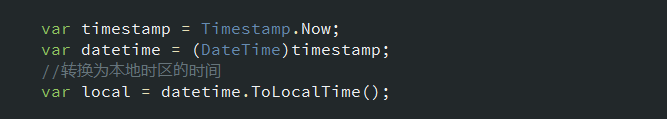 var timestamp = Timestamp.Now;
var datetime = (DateTime)timestamp;
//转换为本地时区的时间
var local = datetime.ToLocalTime();